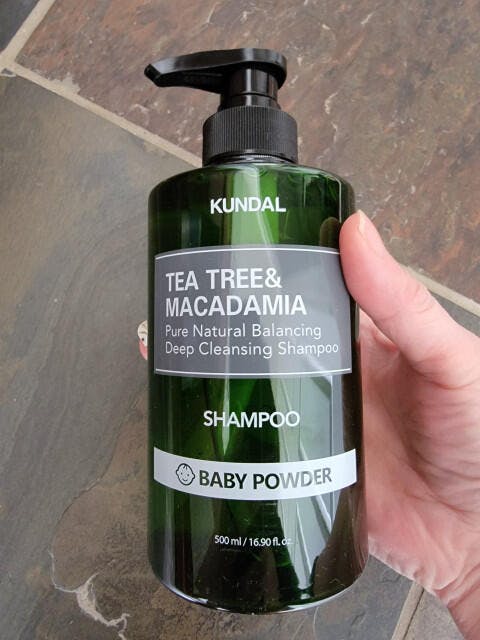 KUNDAL
TEA TREE&
MACADAMIA
Pure Natural Balancing
Deep Cleansing Shampoo
SHAMPOO
BABY POWDER
500 ml / 16.90 fl. oz.